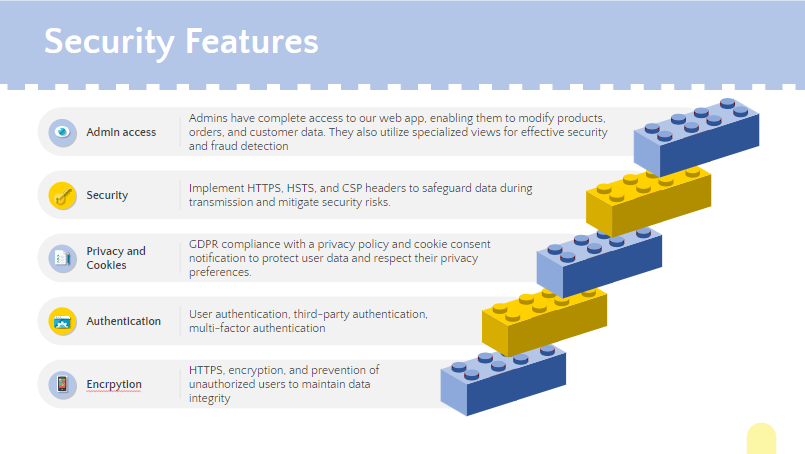 Security Features
Admin access
Admins have complete access to our web app, enabling them to modify products,
orders, and customer data. They also utilize specialized views for effective security
and fraud detection
Security
Implement HTTPS, HSTS, and CSP headers to safeguard data during
transmission and mitigate security risks.
Privacy and
Cookies
GDPR compliance with a privacy policy and cookie consent
notification to protect user data and respect their privacy
preferences.
Authentication
User authentication, third-party authentication,
multi-factor authentication
Encrpytion
HTTPS, encryption, and prevention of
unauthorized users to maintain data
integrity